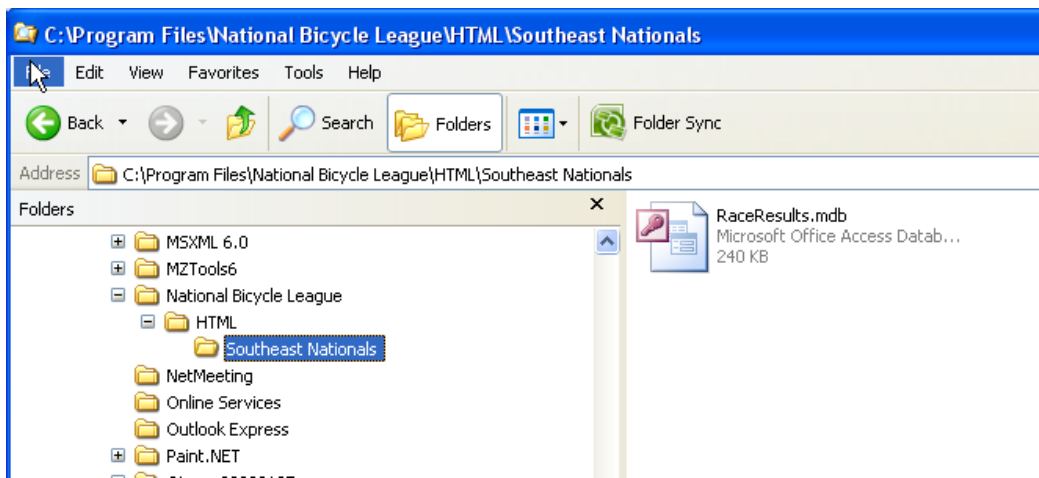 C:\Program Files\National Bicycle League\HTML\Southeast Nationals
File Edit View Favorites Tools Help
Back Search Folders Folder Sync
Address C:\Program Files\National Bicycle League\HTML\Southeast Nationals
Folders
MSXML 6.0
MZTools6
National Bicycle League
HTML
Southeast Nationals
NetMeeting
Online Services
Outlook Express
Paint.NET
RaceResults.mdb
Microsoft Office Access Datab...
240 KB